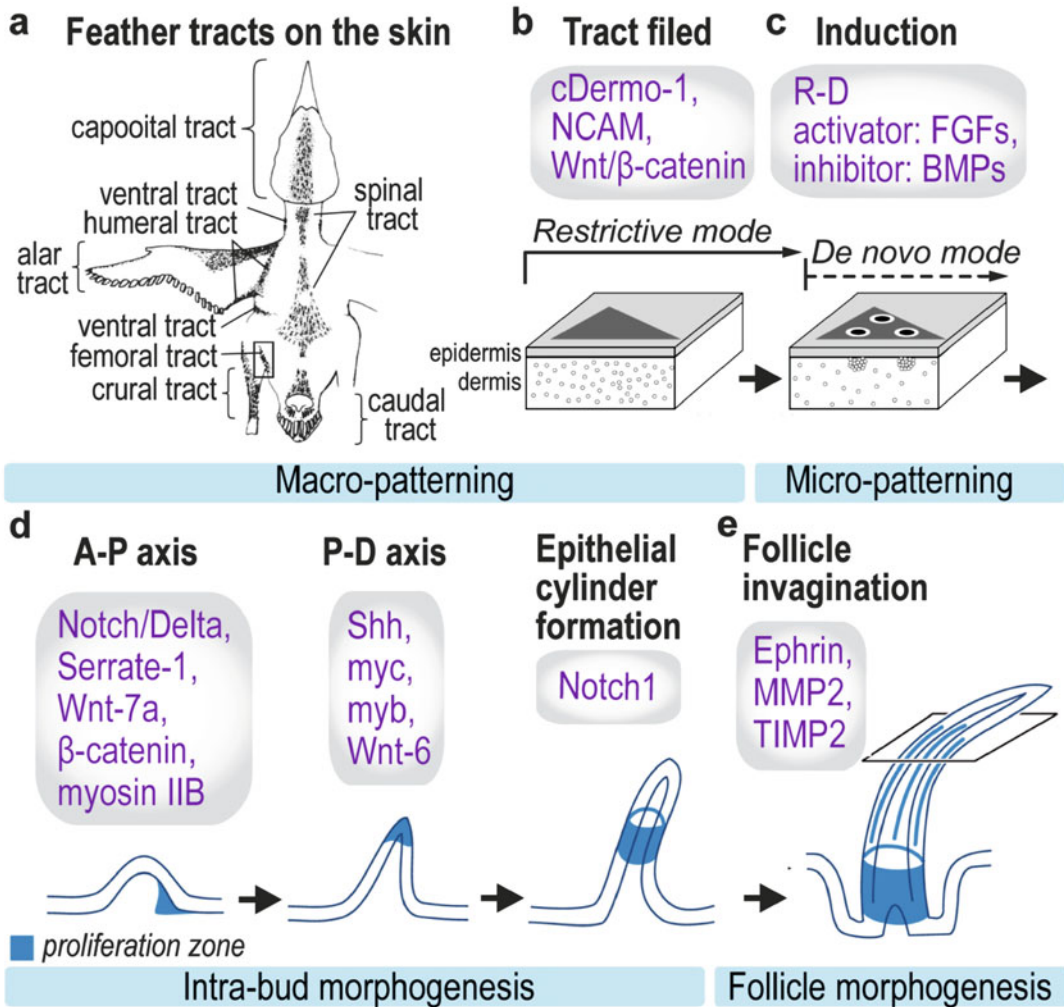 a Feather tracts on the skin
capooital tract
ventral tract
humeral tract
spinal
tract
alar
tract
ventral tract
femoral tract
crural tract
caudal
tract
b Tract filed
cDermo-1,
NCAM,
Wnt/β-catenin
c Induction
R-D
activator: FGFs,
inhibitor: BMPs
Restrictive mode
De novo mode
epidermis
dermis
Macro-patterning
Micro-patterning
d A-P axis
Notch/Delta,
Serrate-1,
Wnt-7a,
β-catenin,
myosin IIB
P-D axis
Shh,
myc,
myb,
Wnt-6
Epithelial
cylinder
formation
Notch1
e Follicle
invagination
Ephrin,
MMP2,
TIMP2
proliferation zone
Intra-bud morphogenesis
Follicle morphogenesis